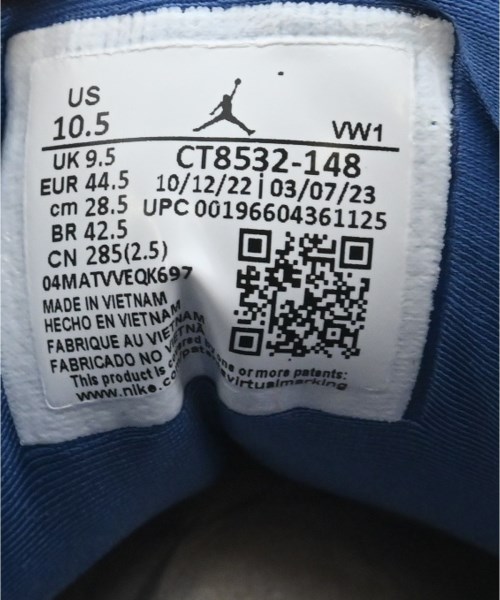 US
10.5
VW1
UK 9.5
EUR 44.5
cm 28.5
BR 42.5
CN 285(2.5)
CT8532-148
10/12/22 | 03/07/23
UPC 00196604361125
04MATVVEQK697
MADE IN VIETNAM
HECHO EN VIETNAM
FABRIQUE AU VIETNAM
FABRICADO NO VIETNÃ
This product is one or more patents:
www.nike. virtualmarking